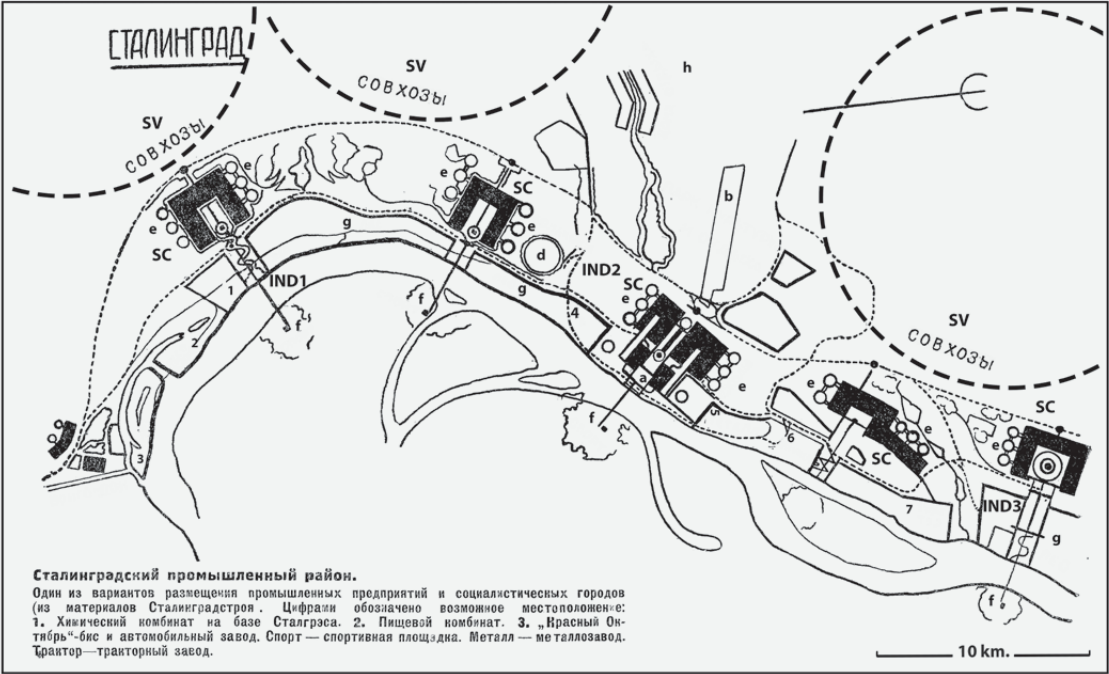 СТАЛИНГРАД
SV
СОВХОЗЫ
h
SV
СОВХОЗЫ
e
SC
e
b
e
e
SC
g
d
IND2
SC
1
IND1
g
e
SV
СОВХОЗЫ
f
f
4
2
a
e
e
SC
f
5
6
e
e
3
SC
7
IND3
g
f
10 km.
Сталинградский промышленный район.
Один из вариантов размещения промышленных предприятий и социалистических городов
(из материалов Сталинградстроя. Цифрами обозначено возможное местоположение:
1. Химический комбинат на базе Сталгрэса. 2. Пищевой комбинат. 3. „Красный Ок-
тябрь“-бис и автомобильный завод. Спорт — спортивная площадка. Металл — металлозавод.
Трактор—тракторный завод.